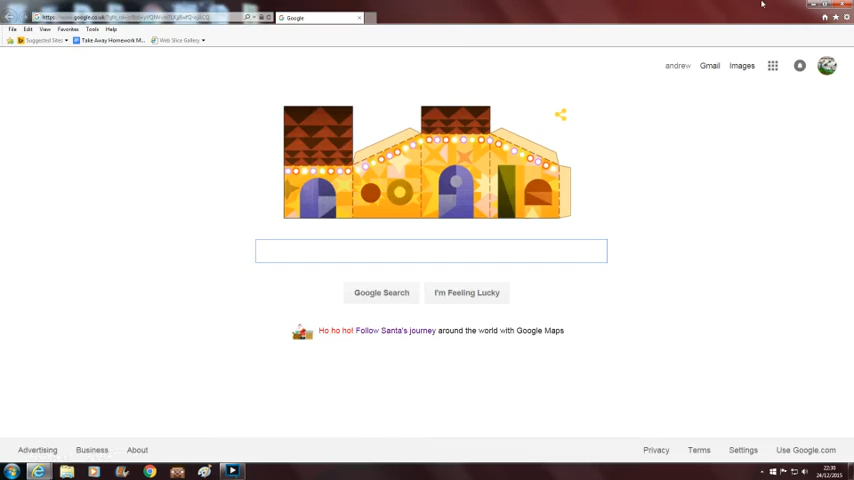 Google
File Edit View Favorites Tools Help
Suggested Sites Take Away Homework M... Web Slice Gallery
andrew Gmail Images
Google Search I'm Feeling Lucky
Ho ho ho! Follow Santa's journey around the world with Google Maps
Advertising Business About Privacy Terms Settings Use Google.com
24/12/2015